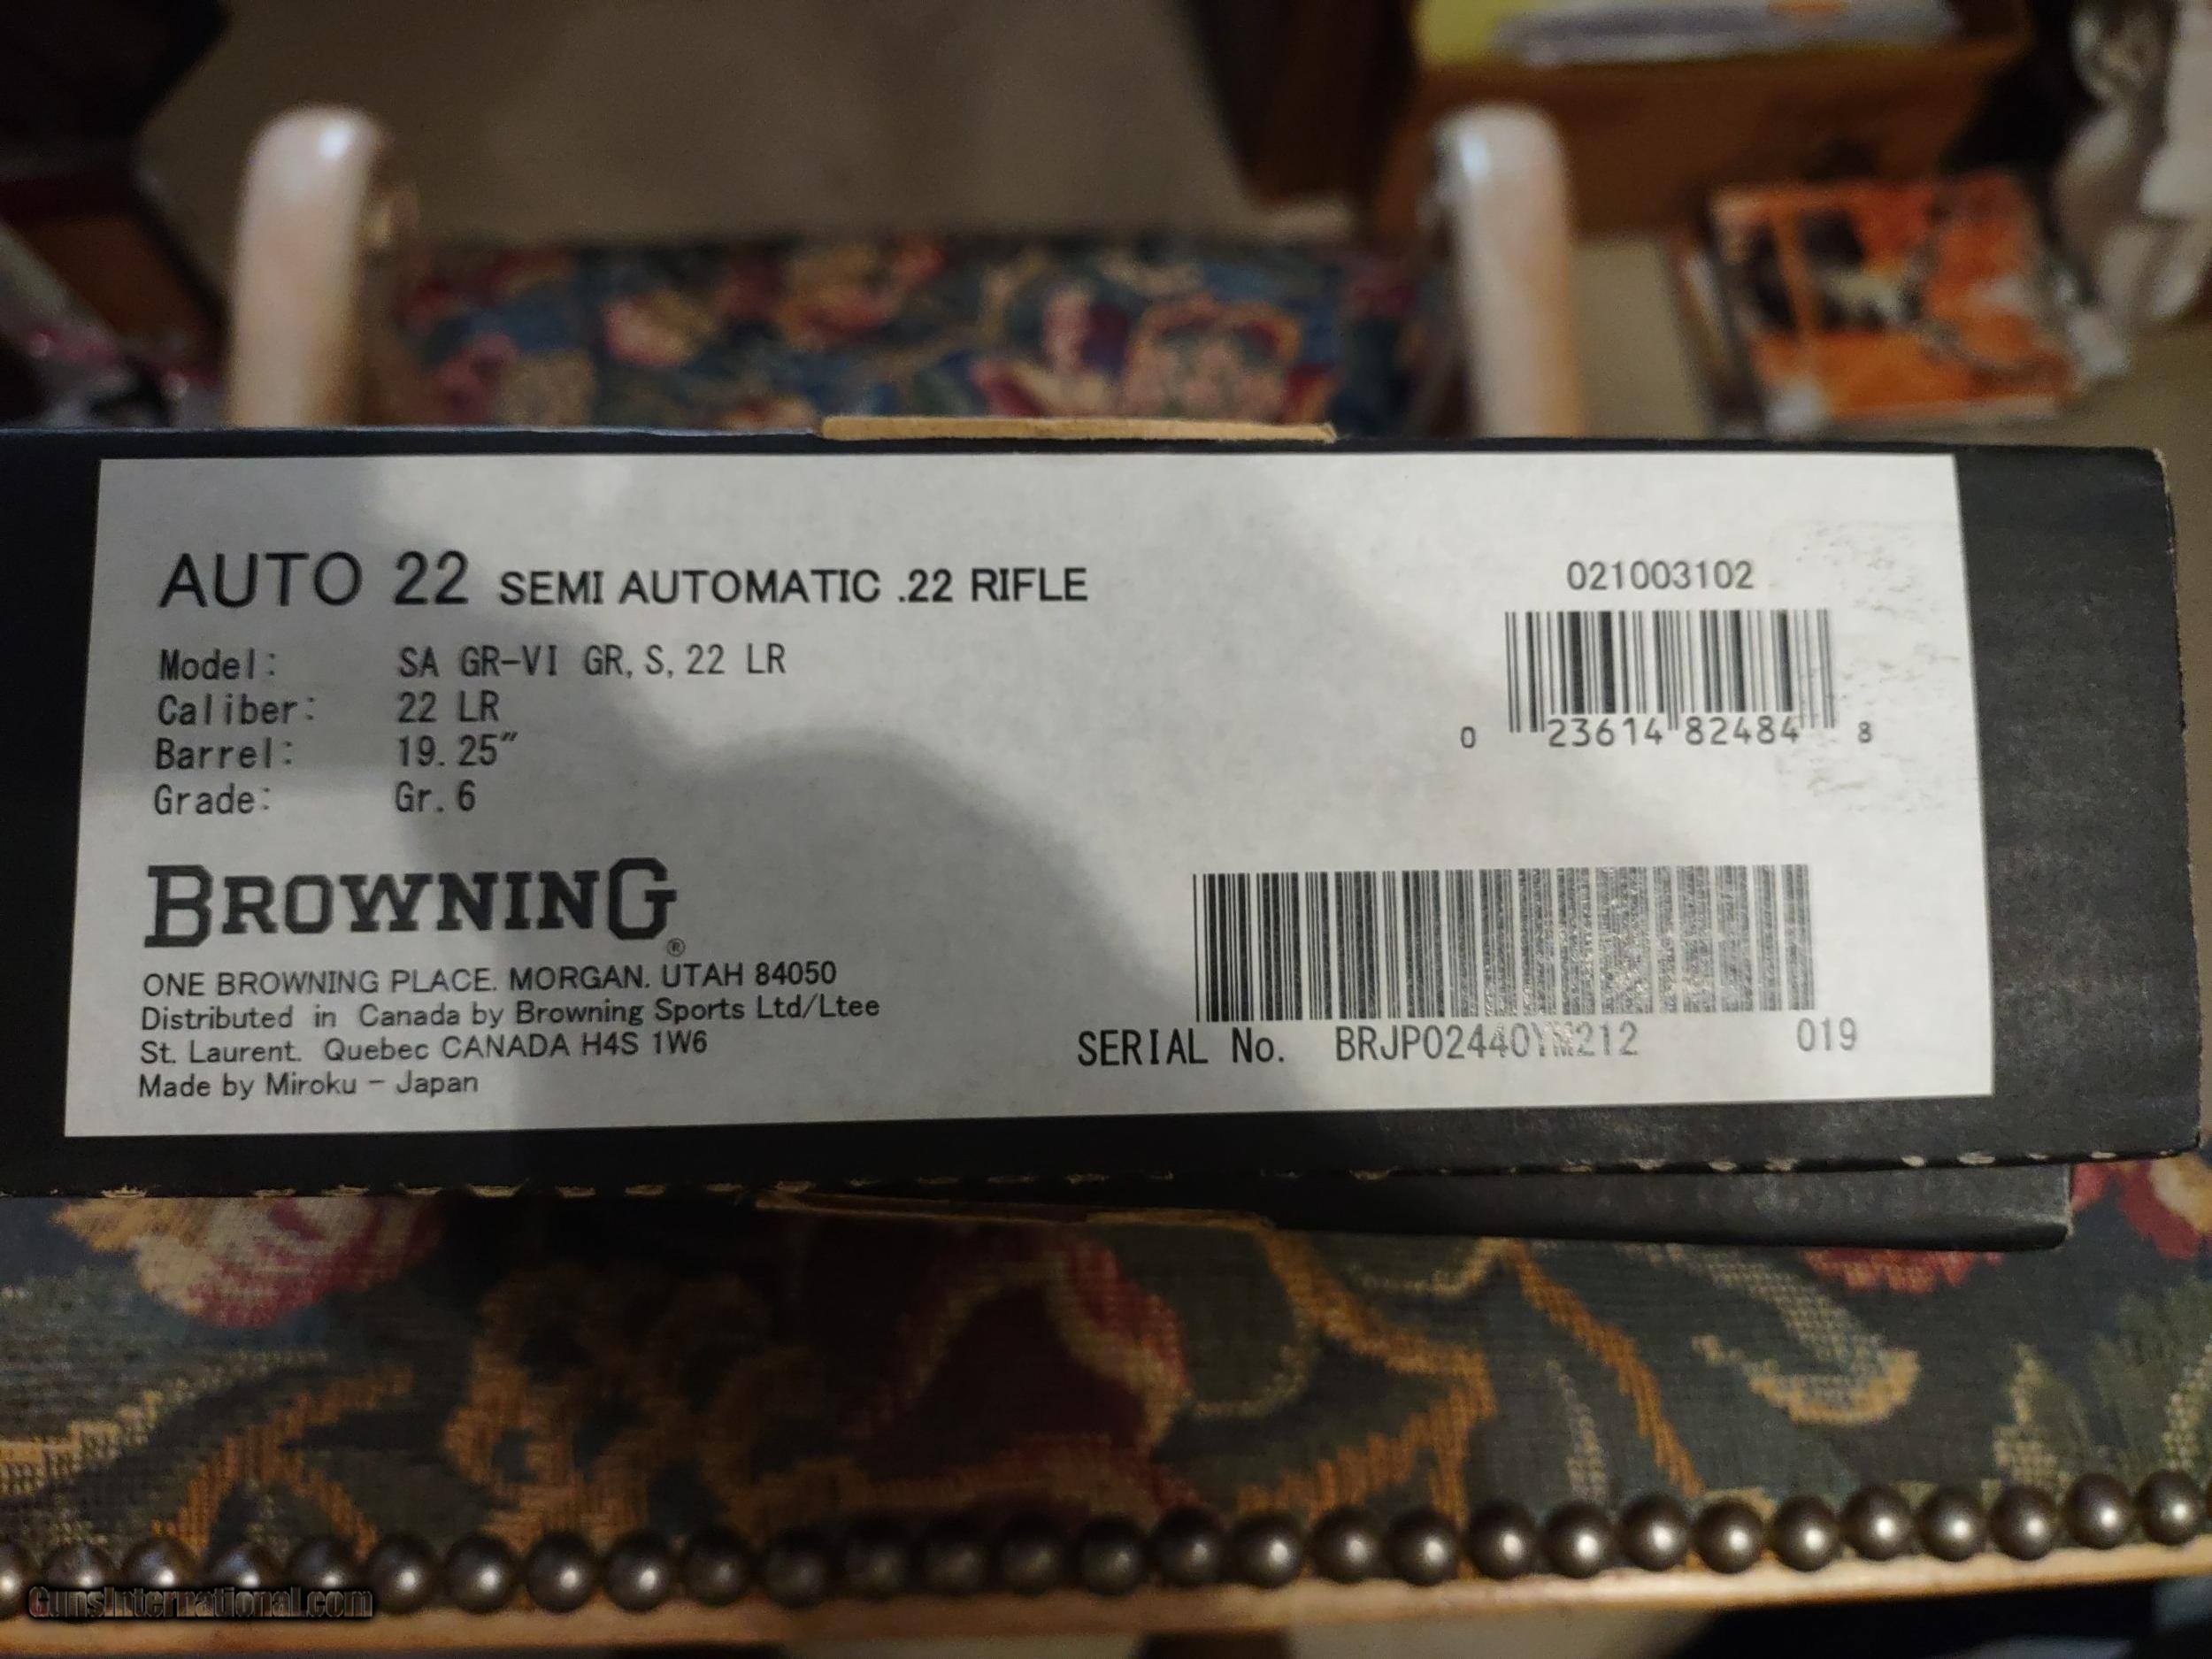 AUTO 22 SEMI AUTOMATIC .22 RIFLE
Model: SA GR-VI GR, S, 22 LR
Caliber: 22 LR
Barrel: 19. 25"
Grade: Gr. 6
BROWNING®
ONE BROWNING PLACE. MORGAN. UTAH 84050
Distributed in Canada by Browning Sports Ltd/Ltee
St. Laurent. Quebec CANADA H4S 1W6
Made by Miroku - Japan
021003102
0 23614 82484 8
SERIAL No. BRJP02440YM212 019
GunsInternational.com